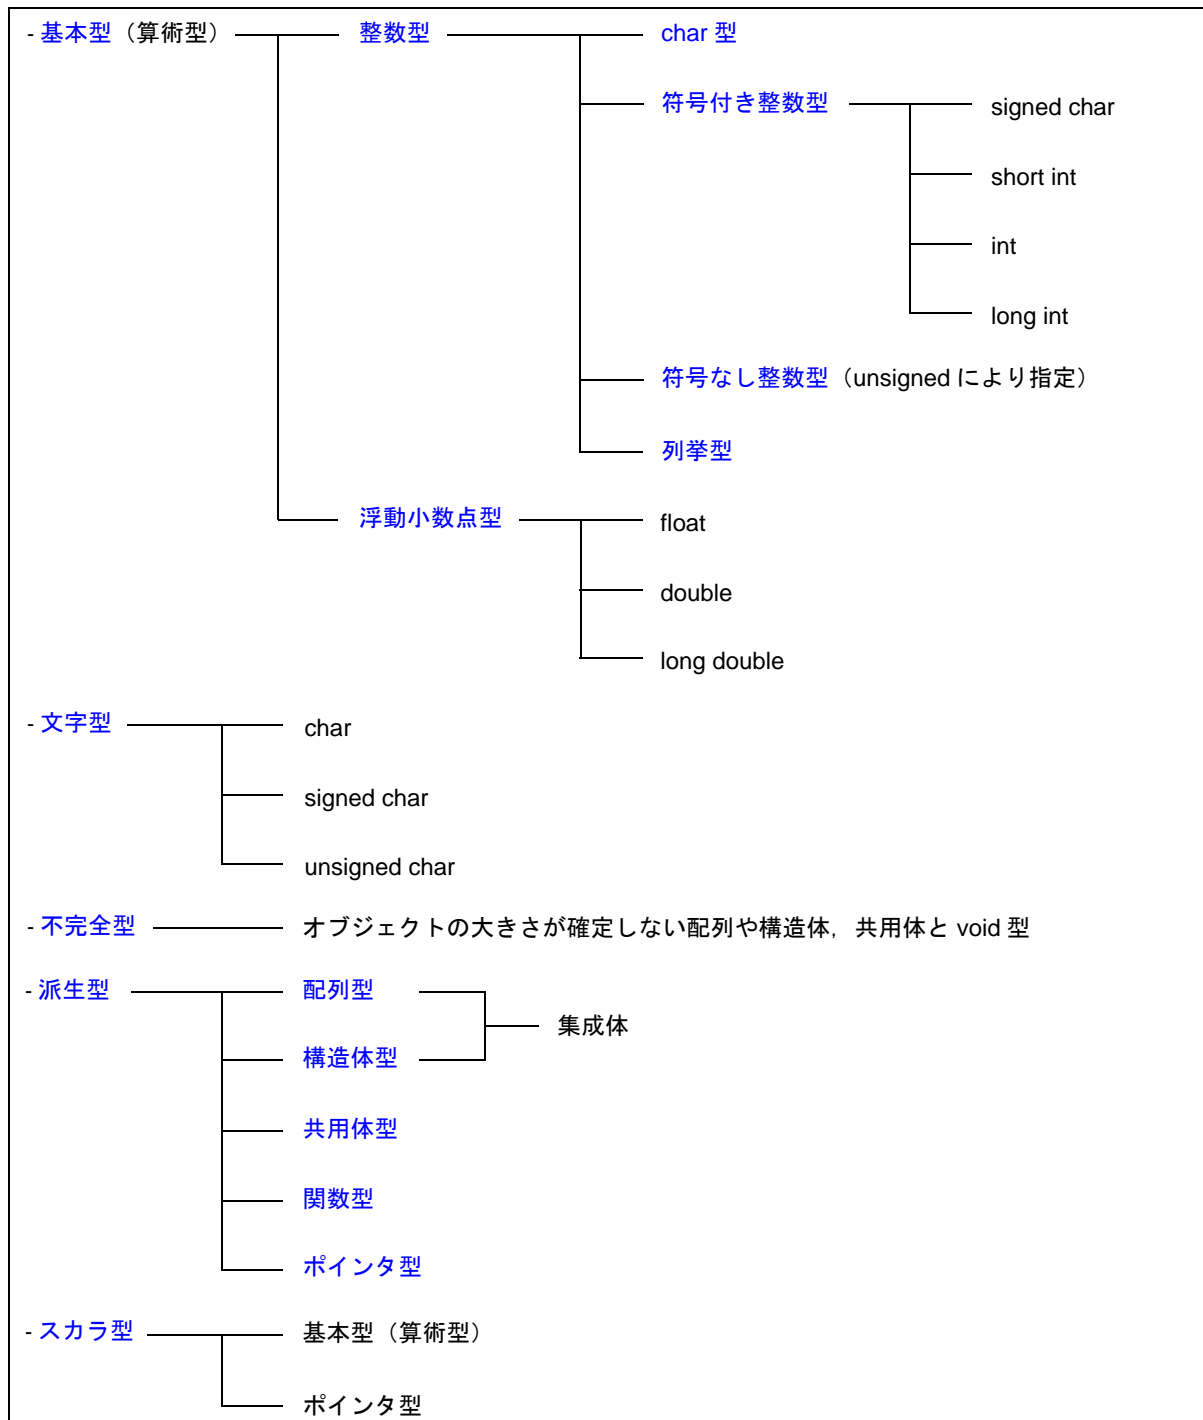 - 基本型（算術型） 整数型 char 型
符号付き整数型 signed char
short int
int
long int
符号なし整数型（unsigned により指定）
列挙型
浮動小数点型 float
double
long double
- 文字型 char
signed char
unsigned char
- 不完全型 オブジェクトの大きさが確定しない配列や構造体，共用体と void 型
- 派生型 配列型
集成体
構造体型
共用体型
関数型
ポインタ型
- スカラ型 基本型（算術型）
ポインタ型